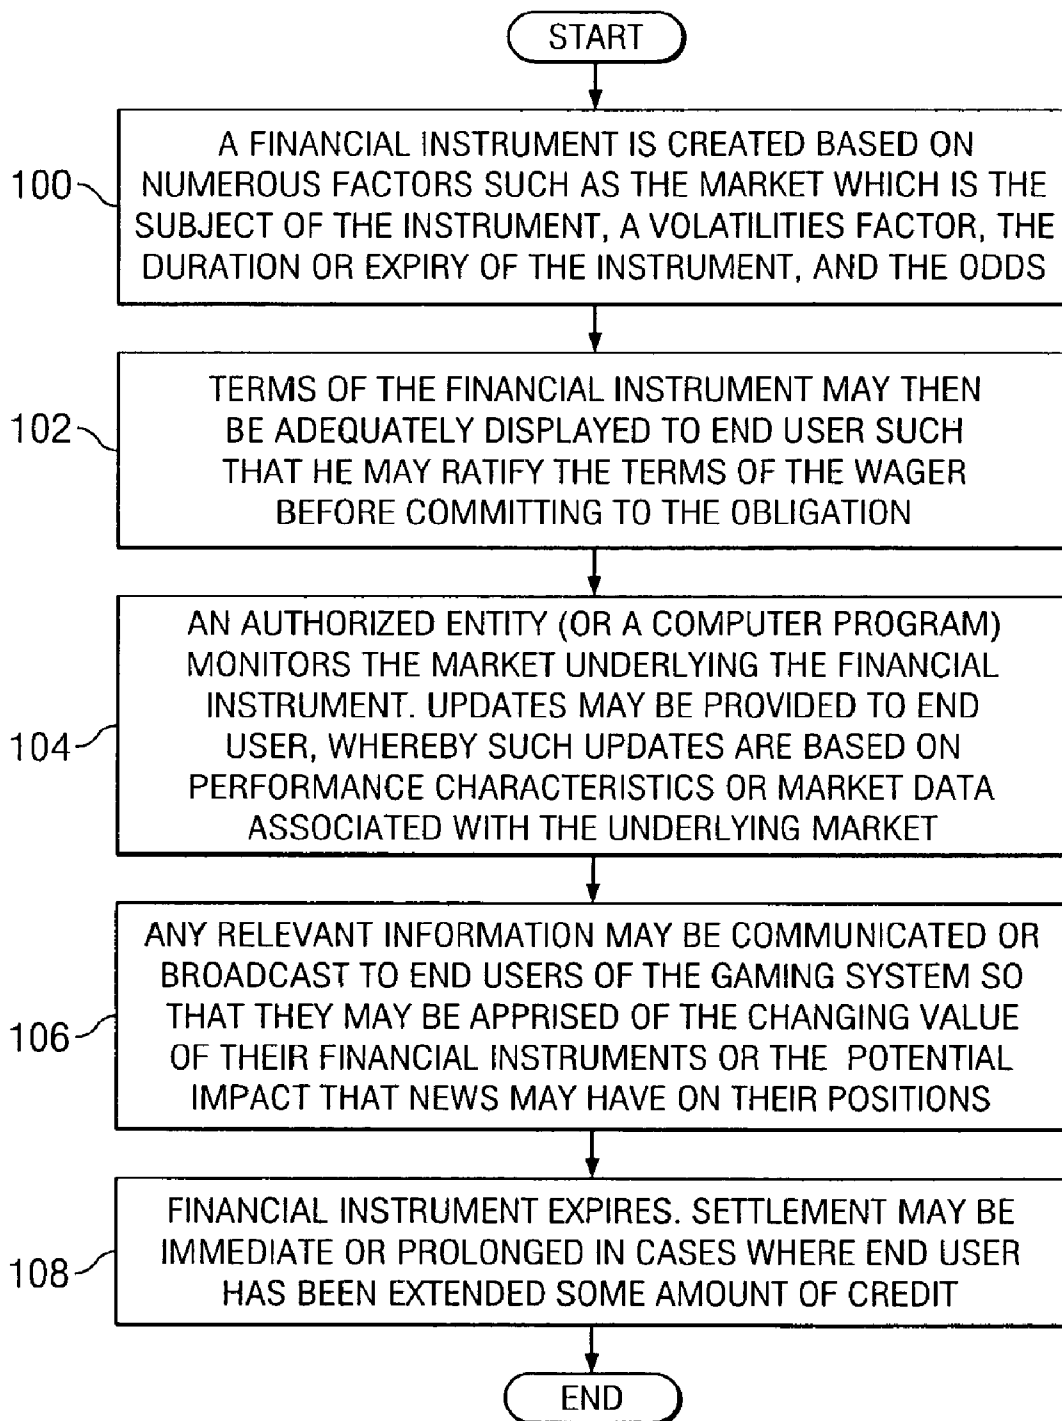 START
100
A FINANCIAL INSTRUMENT IS CREATED BASED ON
NUMEROUS FACTORS SUCH AS THE MARKET WHICH IS THE
SUBJECT OF THE INSTRUMENT, A VOLATILITIES FACTOR, THE
DURATION OR EXPIRY OF THE INSTRUMENT, AND THE ODDS
102
TERMS OF THE FINANCIAL INSTRUMENT MAY THEN
BE ADEQUATELY DISPLAYED TO END USER SUCH
THAT HE MAY RATIFY THE TERMS OF THE WAGER
BEFORE COMMITTING TO THE OBLIGATION
104
AN AUTHORIZED ENTITY (OR A COMPUTER PROGRAM)
MONITORS THE MARKET UNDERLYING THE FINANCIAL
INSTRUMENT. UPDATES MAY BE PROVIDED TO END
USER, WHEREBY SUCH UPDATES ARE BASED ON
PERFORMANCE CHARACTERISTICS OR MARKET DATA
ASSOCIATED WITH THE UNDERLYING MARKET
106
ANY RELEVANT INFORMATION MAY BE COMMUNICATED OR
BROADCAST TO END USERS OF THE GAMING SYSTEM SO
THAT THEY MAY BE APPRISED OF THE CHANGING VALUE
OF THEIR FINANCIAL INSTRUMENTS OR THE POTENTIAL
IMPACT THAT NEWS MAY HAVE ON THEIR POSITIONS
108
FINANCIAL INSTRUMENT EXPIRES. SETTLEMENT MAY BE
IMMEDIATE OR PROLONGED IN CASES WHERE END USER
HAS BEEN EXTENDED SOME AMOUNT OF CREDIT
END